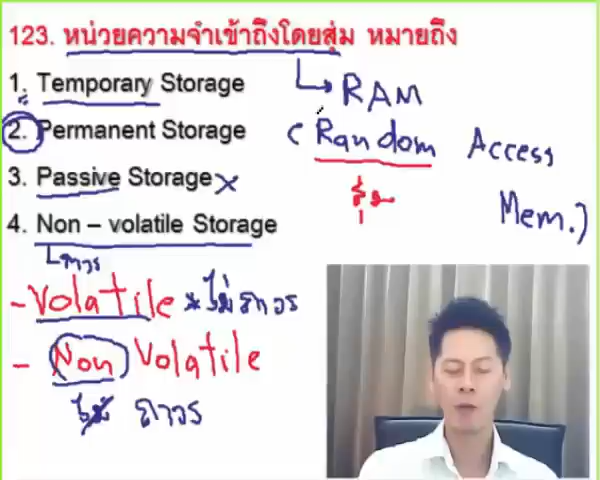 123. หน่วยความจำเข้าถึงโดยสุ่ม หมายถึง
1. Temporary Storage
2. Permanent Storage
3. Passive Storage
4. Non – volatile Storage
RAM
(Random Access
Mem.)
สุ่ม
ถาวร
- Volatile * ไม่ถาวร
- Non Volatile
ไม่ ถาวร